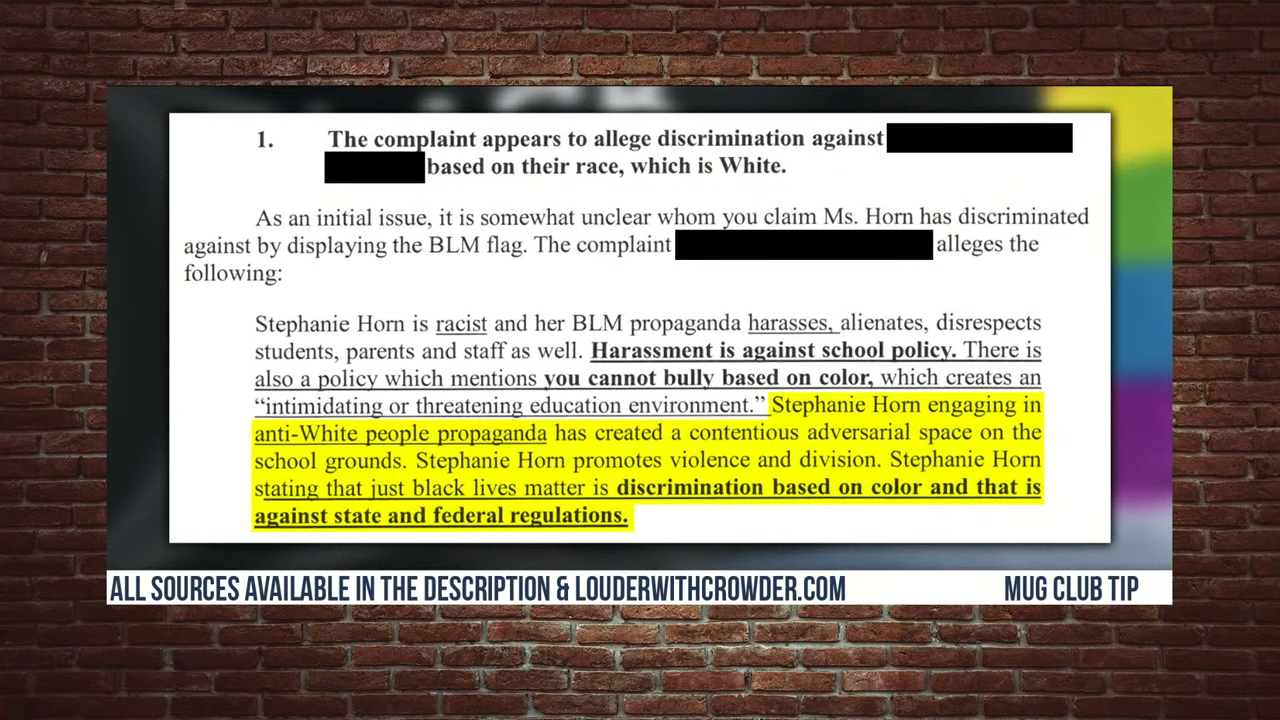 1. The complaint appears to allege discrimination against
based on their race, which is White.
As an initial issue, it is somewhat unclear whom you claim Ms. Horn has discriminated
against by displaying the BLM flag. The complaint alleges the
following:
Stephanie Horn is racist and her BLM propaganda harasses, alienates, disrespects
students, parents and staff as well. Harassment is against school policy. There is
also a policy which mentions you cannot bully based on color, which creates an
“intimidating or threatening education environment.” Stephanie Horn engaging in
anti-White people propaganda has created a contentious adversarial space on the
school grounds. Stephanie Horn promotes violence and division. Stephanie Horn
stating that just black lives matter is discrimination based on color and that is
against state and federal regulations.
ALL SOURCES AVAILABLE IN THE DESCRIPTION & LOUDERWITHCROWDER.COM MUG CLUB TIP